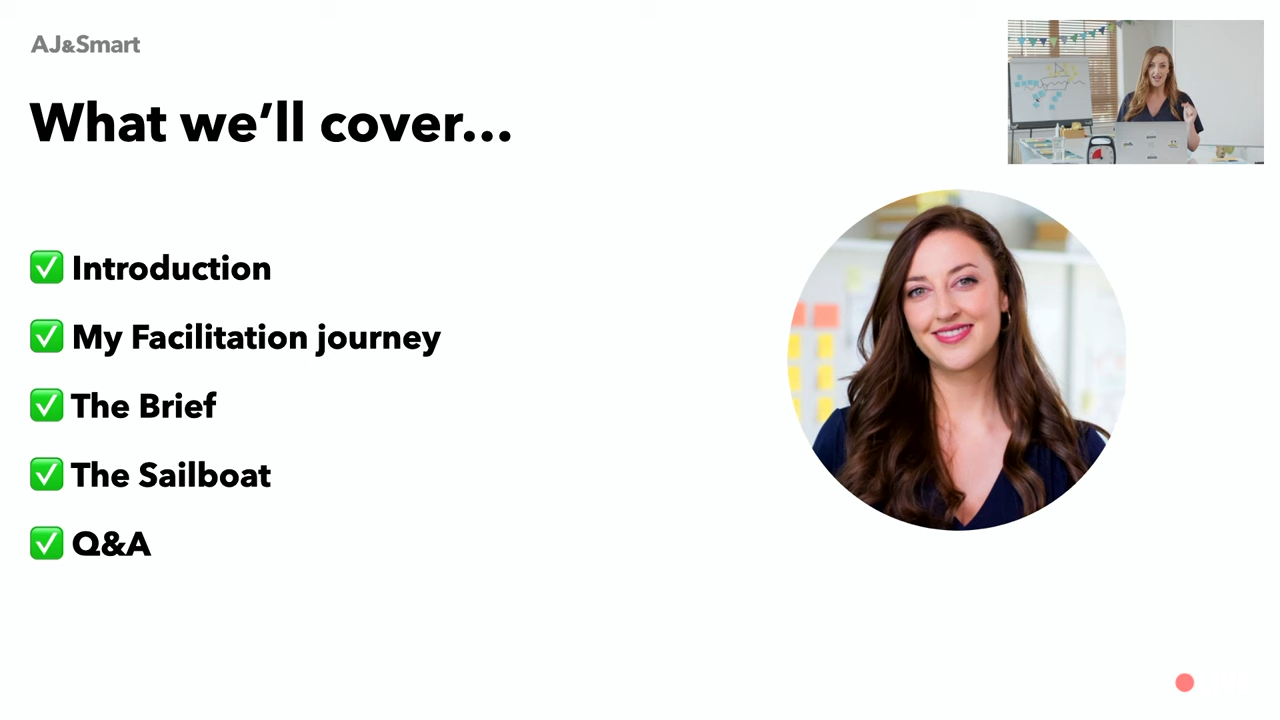 AJ&Smart
What we’ll cover...
✅ Introduction
✅ My Facilitation journey
✅ The Brief
✅ The Sailboat
✅ Q&A